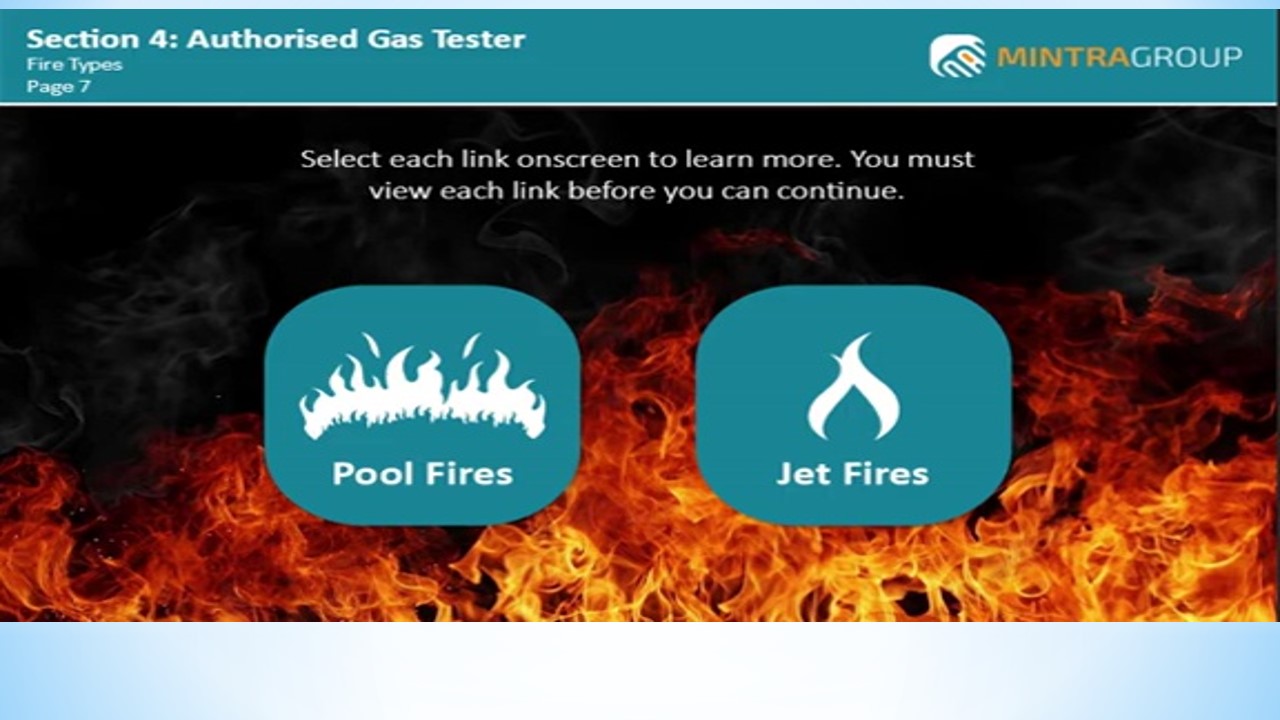 Section 4: Authorised Gas Tester
Fire Types
Page 7
MINTRAGROUP
Select each link onscreen to learn more. You must
view each link before you can continue.
Pool Fires
Jet Fires